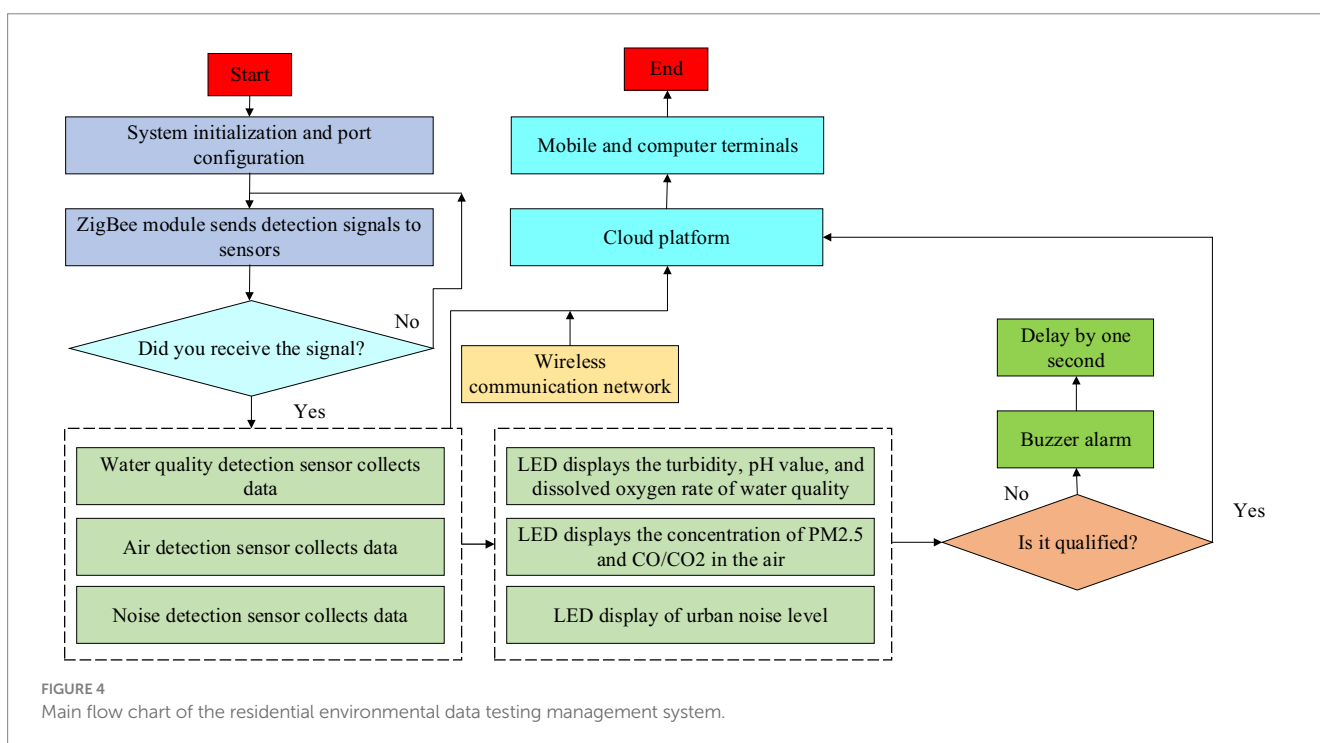 Start
System initialization and port
configuration
ZigBee module sends detection signals to
sensors
Did you receive the signal?
No
Yes
Water quality detection sensor collects
data
Air detection sensor collects data
Noise detection sensor collects data
End
Mobile and computer terminals
Cloud platform
Wireless
communication network
LED displays the turbidity, pH value, and
dissolved oxygen rate of water quality
LED displays the concentration of PM2.5
and CO/CO2 in the air
LED display of urban noise level
Delay by one
second
Buzzer alarm
No
Is it qualified?
Yes
FIGURE 4
Main flow chart of the residential environmental data testing management system.